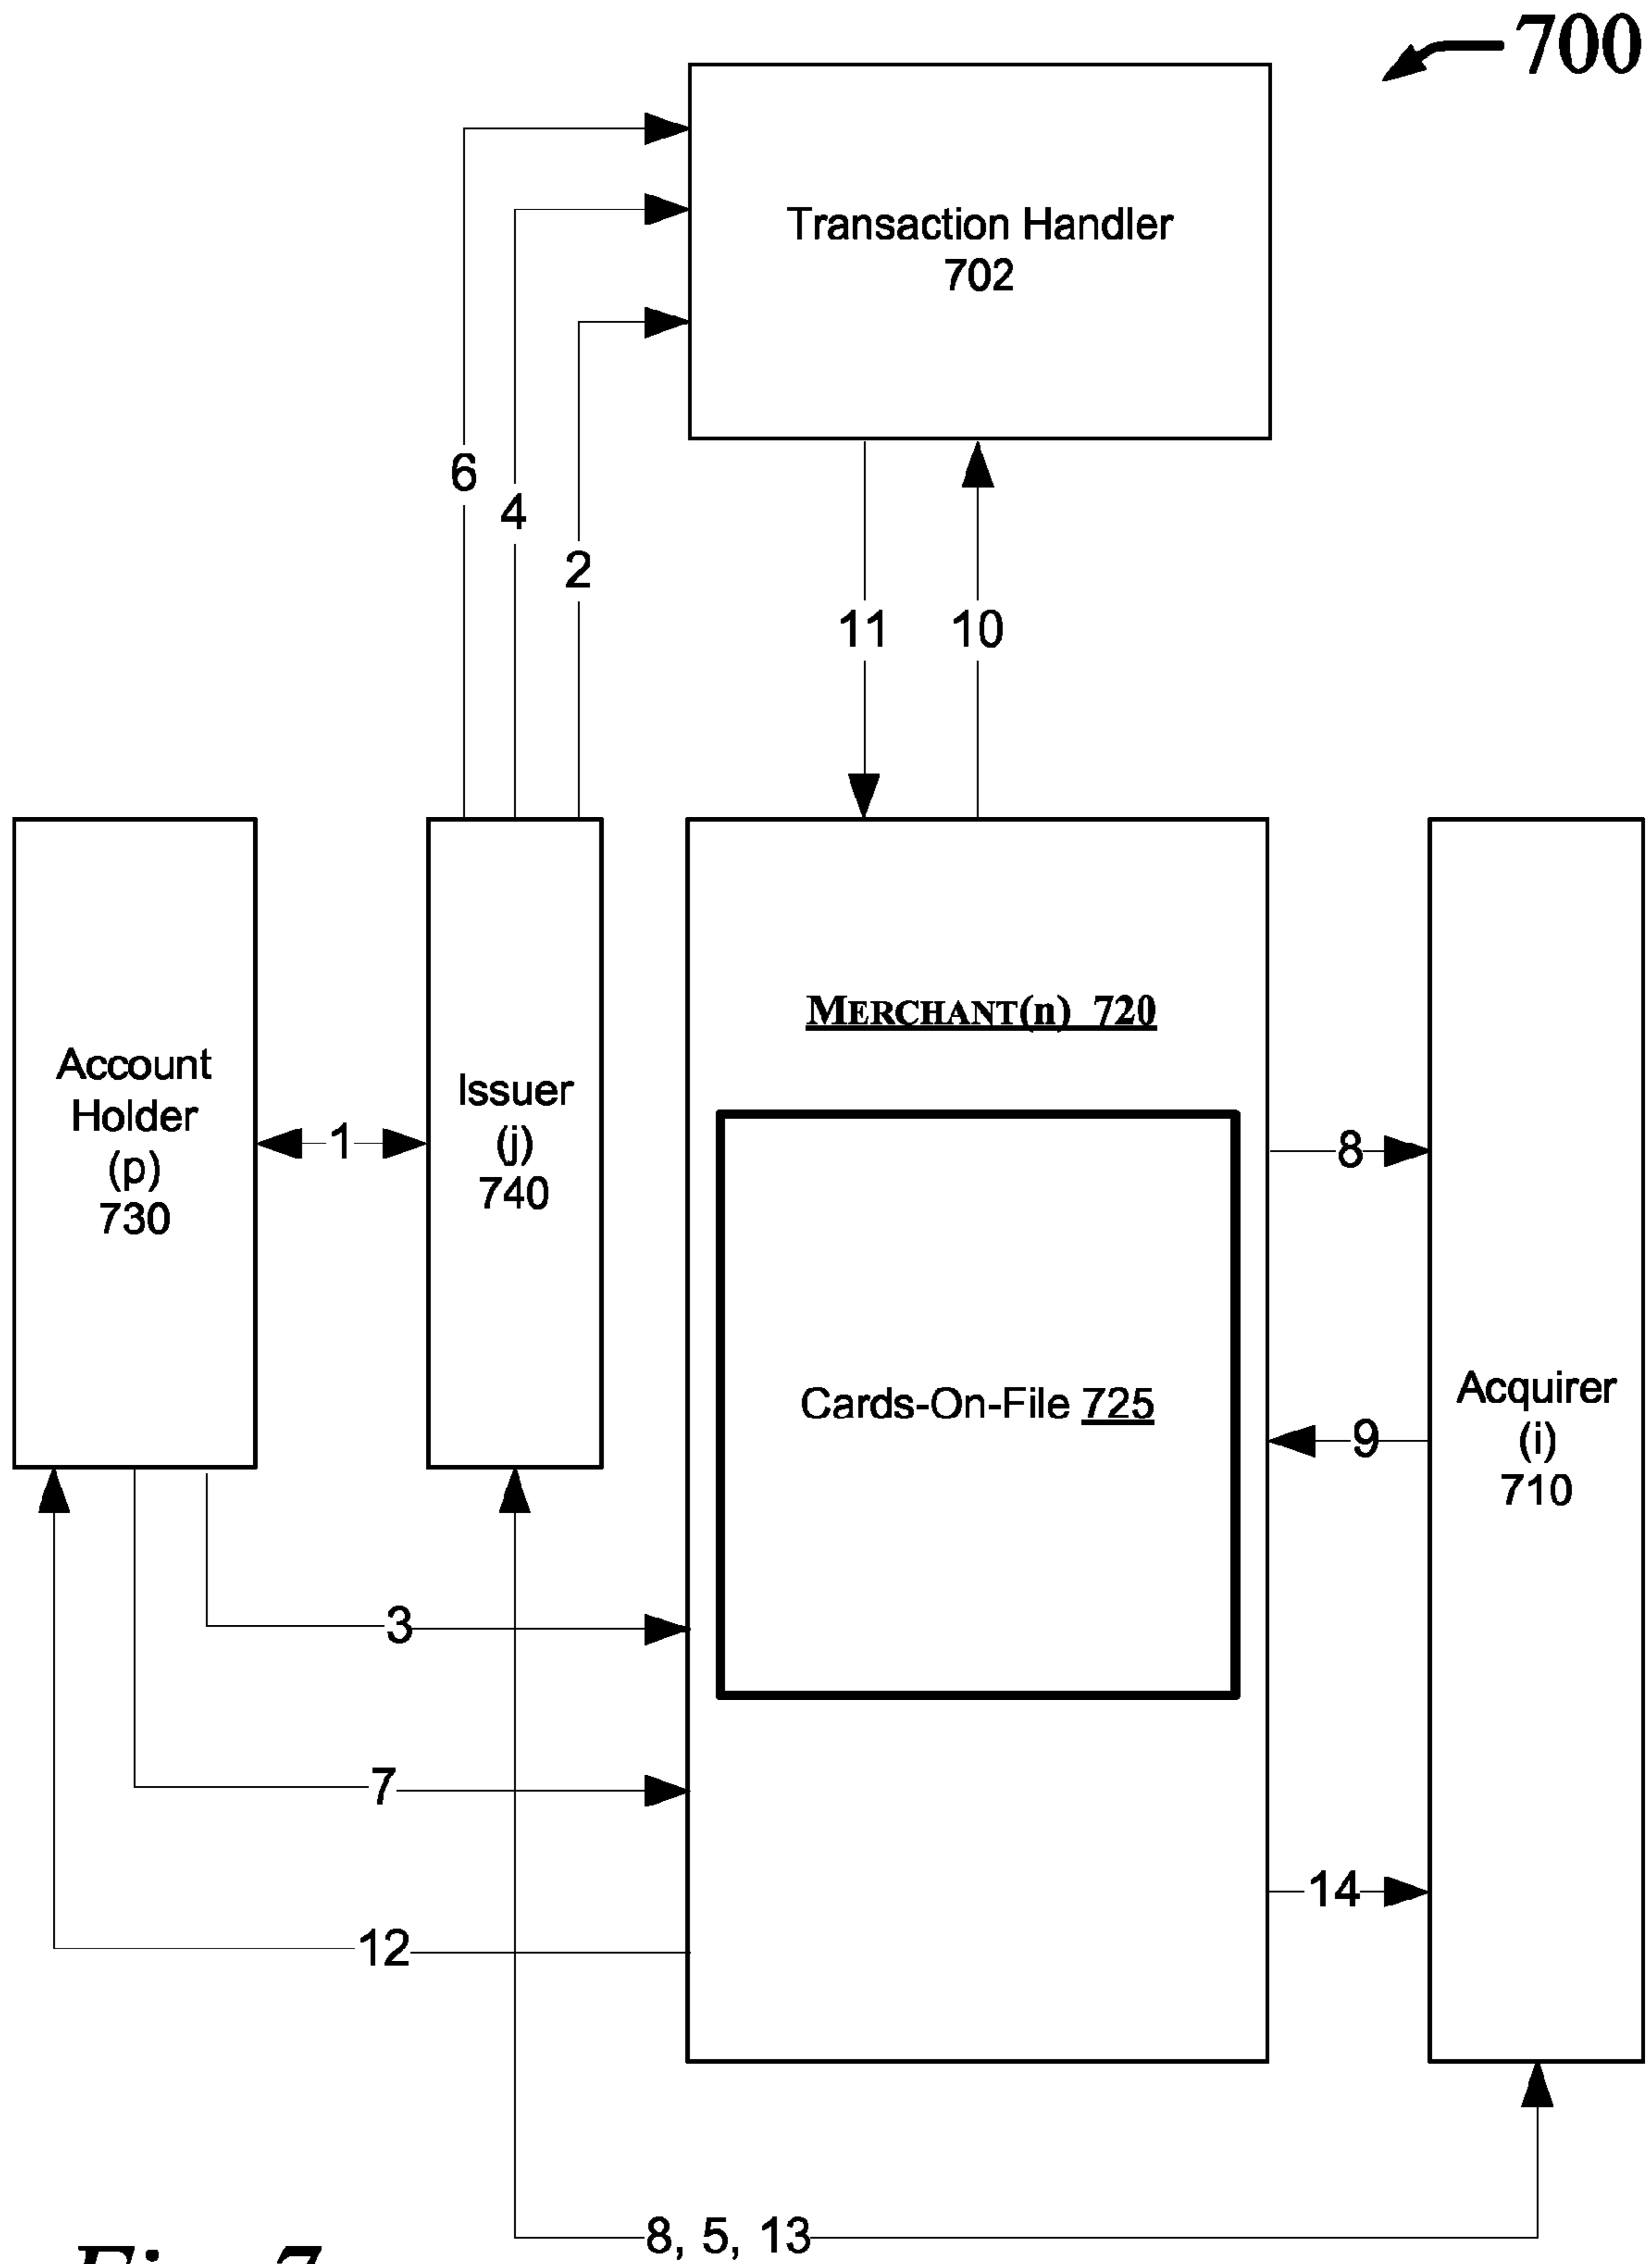 700
Transaction Handler
702
6
4
2
11
10
MERCHANT(n) 720
Account
Holder
(p)
730
1
Issuer
(j)
740
8
Cards-On-File 725
9
Acquirer
(i)
710
3
7
14
12
8, 5, 13